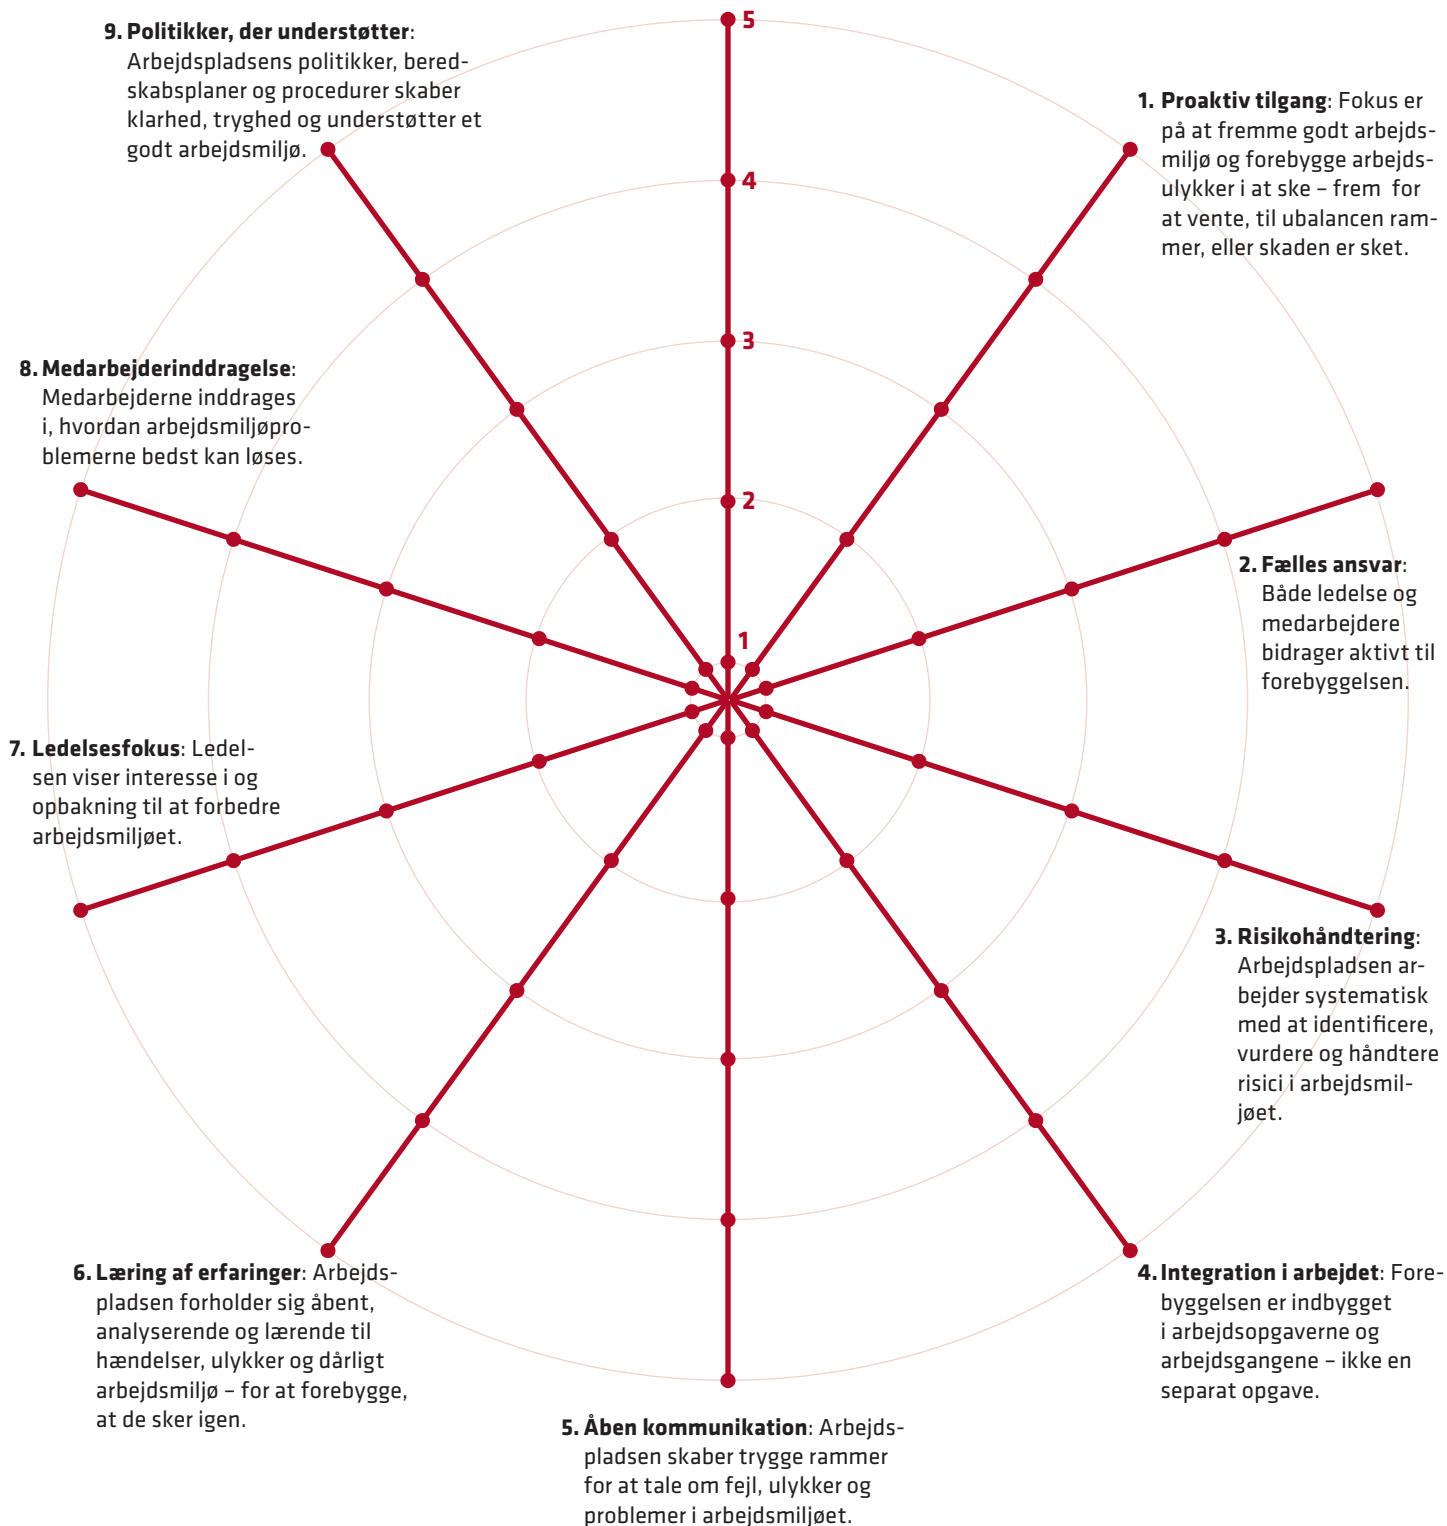 5
4
3
2
1
1. Proaktiv tilgang: Fokus er
på at fremme godt arbejds-
miljø og forebygge arbejds-
ulykker i at ske – frem for
at vente, til ubalancen ram-
mer, eller skaden er sket.
2. Fælles ansvar:
Både ledelse og
medarbejdere
bidrager aktivt til
forebyggelsen.
3. Risikohåndtering:
Arbejdspladsen ar-
bejder systematisk
med at identificere,
vurdere og håndtere
risici i arbejdsmil-
jøet.
4. Integration i arbejdet: Fore-
byggelsen er indbygget
i arbejdsopgaverne og
arbejdsgangene – ikke en
separat opgave.
5. Åben kommunikation: Arbejds-
pladsen skaber trygge rammer
for at tale om fejl, ulykker og
problemer i arbejdsmiljøet.
6. Læring af erfaringer: Arbejds-
pladsen forholder sig åbent,
analyserende og lærende til
hændelser, ulykker og dårligt
arbejdsmiljø – for at forebygge,
at de sker igen.
7. Ledelsesfokus: Ledel-
sen viser interesse i og
opbakning til at forbedre
arbejdsmiljøet.
8. Medarbejderinddragelse:
Medarbejderne inddrages
i, hvordan arbejdsmiljøpro-
blemerne bedst kan løses.
9. Politikker, der understøtter:
Arbejdspladsens politikker, bered-
skabsplaner og procedurer skaber
klarhed, tryghed og understøtter et
godt arbejdsmiljø.